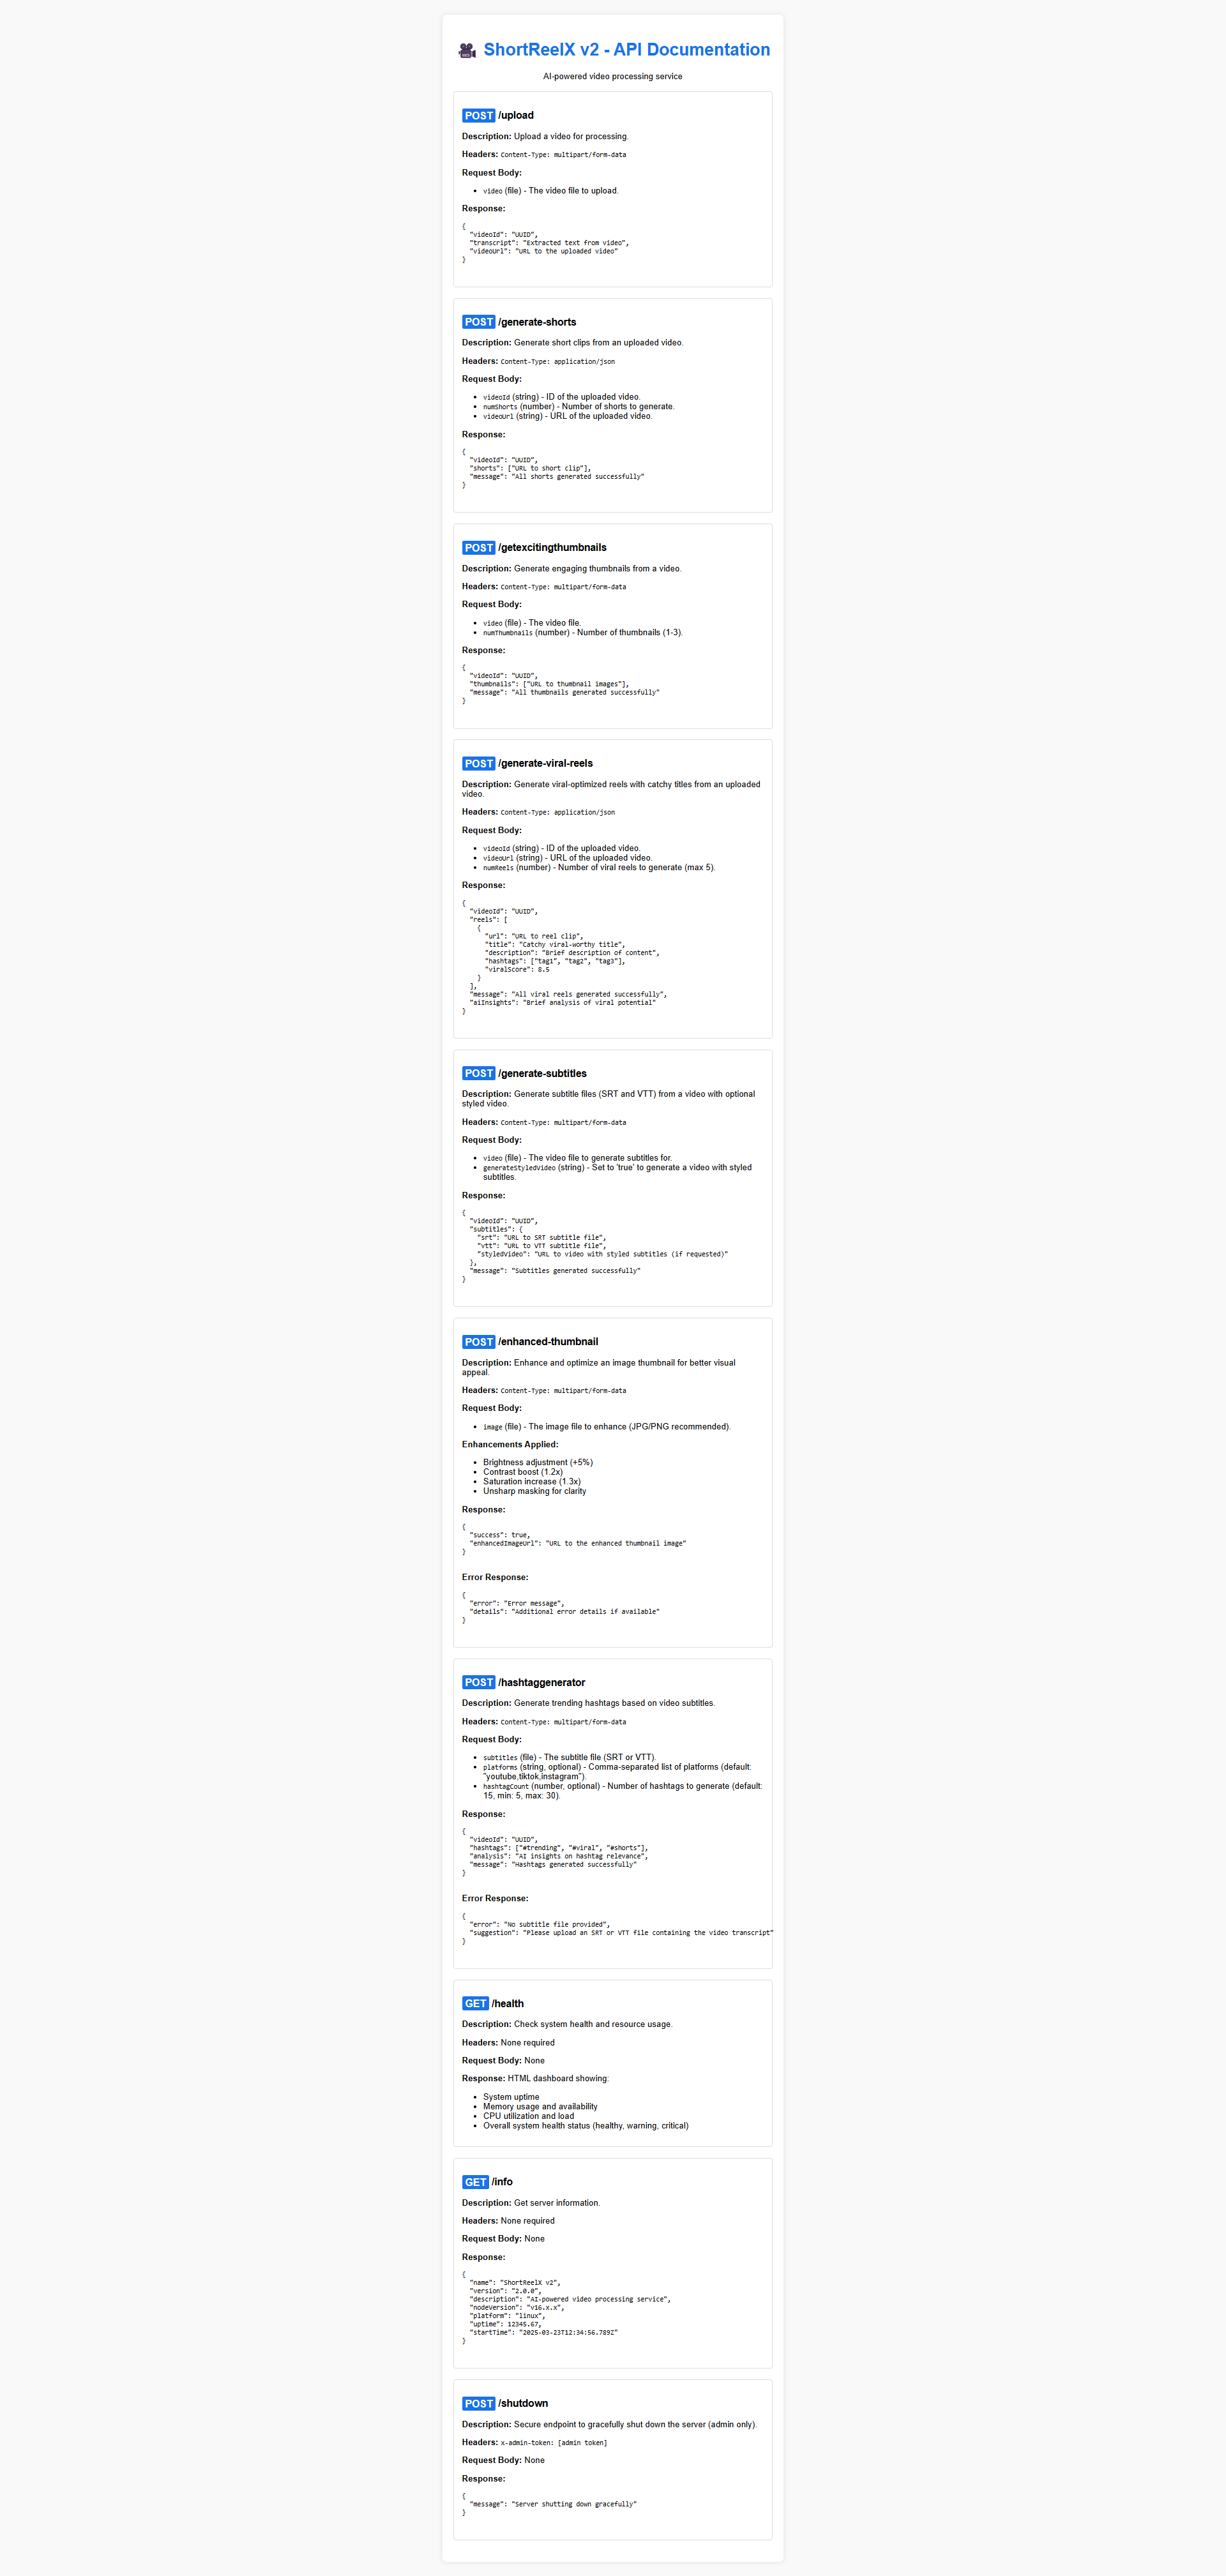 🎥 ShortReelX v2 - API Documentation
AI-powered video processing service
POST /upload
Description: Upload a video for processing.
Headers: Content-Type: multipart/form-data
Request Body:
• video (file) - The video file to upload.
Response:
{
  "videoId": "UUID",
  "transcript": "Extracted text from video",
  "videoUrl": "URL to the uploaded video"
}
POST /generate-shorts
Description: Generate short clips from an uploaded video.
Headers: Content-Type: application/json
Request Body:
• videoId (string) - ID of the uploaded video.
• numShorts (number) - Number of shorts to generate.
• videoUrl (string) - URL of the uploaded video.
Response:
{
  "videoId": "UUID",
  "shorts": ["URL to short clip"],
  "message": "All shorts generated successfully"
}
POST /getexcitingthumbnails
Description: Generate engaging thumbnails from a video.
Headers: Content-Type: multipart/form-data
Request Body:
• video (file) - The video file.
• numThumbnails (number) - Number of thumbnails (1-3).
Response:
{
  "videoId": "UUID",
  "thumbnails": ["URL to thumbnail images"],
  "message": "All thumbnails generated successfully"
}
POST /generate-viral-reels
Description: Generate viral-optimized reels with catchy titles from an uploaded
video.
Headers: Content-Type: application/json
Request Body:
• videoId (string) - ID of the uploaded video.
• videoUrl (string) - URL of the uploaded video.
• numReels (number) - Number of viral reels to generate (max 5).
Response:
{
  "videoId": "UUID",
  "reels": [
    {
      "url": "URL to reel clip",
      "title": "Catchy viral-worthy title",
      "description": "Brief description of content",
      "hashtags": ["tag1", "tag2", "tag3"],
      "viralScore": 8.5
    }
  ],
  "message": "All viral reels generated successfully",
  "aiInsights": "Brief analysis of viral potential"
}
POST /generate-subtitles
Description: Generate subtitle files (SRT and VTT) from a video with optional
styled video.
Headers: Content-Type: multipart/form-data
Request Body:
• video (file) - The video file to generate subtitles for.
• generateStyledVideo (string) - Set to 'true' to generate a video with styled
subtitles.
Response:
{
  "videoId": "UUID",
  "subtitles": {
    "srt": "URL to SRT subtitle file",
    "vtt": "URL to VTT subtitle file",
    "styledVideo": "URL to video with styled subtitles (if requested)"
  },
  "message": "Subtitles generated successfully"
}
POST /enhanced-thumbnail
Description: Enhance and optimize an image thumbnail for better visual
appeal.
Headers: Content-Type: multipart/form-data
Request Body:
• image (file) - The image file to enhance (JPG/PNG recommended).
Enhancements Applied:
• Brightness adjustment (+5%)
• Contrast boost (1.2x)
• Saturation increase (1.3x)
• Unsharp masking for clarity
Response:
{
  "success": true,
  "enhancedImageUrl": "URL to the enhanced thumbnail image"
}
Error Response:
{
  "error": "Error message",
  "details": "Additional error details if available"
}
POST /hashtaggenerator
Description: Generate trending hashtags based on video subtitles.
Headers: Content-Type: multipart/form-data
Request Body:
• subtitles (file) - The subtitle file (SRT or VTT).
• platforms (string, optional) - Comma-separated list of platforms (default:
"youtube,tiktok,instagram").
• hashtagCount (number, optional) - Number of hashtags to generate (default:
15, min: 5, max: 30).
Response:
{
  "videoId": "UUID",
  "hashtags": ["#trending", "#viral", "#shorts"],
  "analysis": "AI insights on hashtag relevance",
  "message": "Hashtags generated successfully"
}
Error Response:
{
  "error": "No subtitle file provided",
  "suggestion": "Please upload an SRT or VTT file containing the video transcript"
}
GET /health
Description: Check system health and resource usage.
Headers: None required
Request Body: None
Response: HTML dashboard showing:
• System uptime
• Memory usage and availability
• CPU utilization and load
• Overall system health status (healthy, warning, critical)
GET /info
Description: Get server information.
Headers: None required
Request Body: None
Response:
{
  "name": "ShortReelX v2",
  "version": "2.0.0",
  "description": "AI-powered video processing service",
  "nodeVersion": "v16.x.x",
  "platform": "linux",
  "uptime": 12345.67,
  "startTime": "2025-03-23T12:34:56.789Z"
}
POST /shutdown
Description: Secure endpoint to gracefully shut down the server (admin only).
Headers: x-admin-token: [admin token]
Request Body: None
Response:
{
  "message": "Server shutting down gracefully"
}